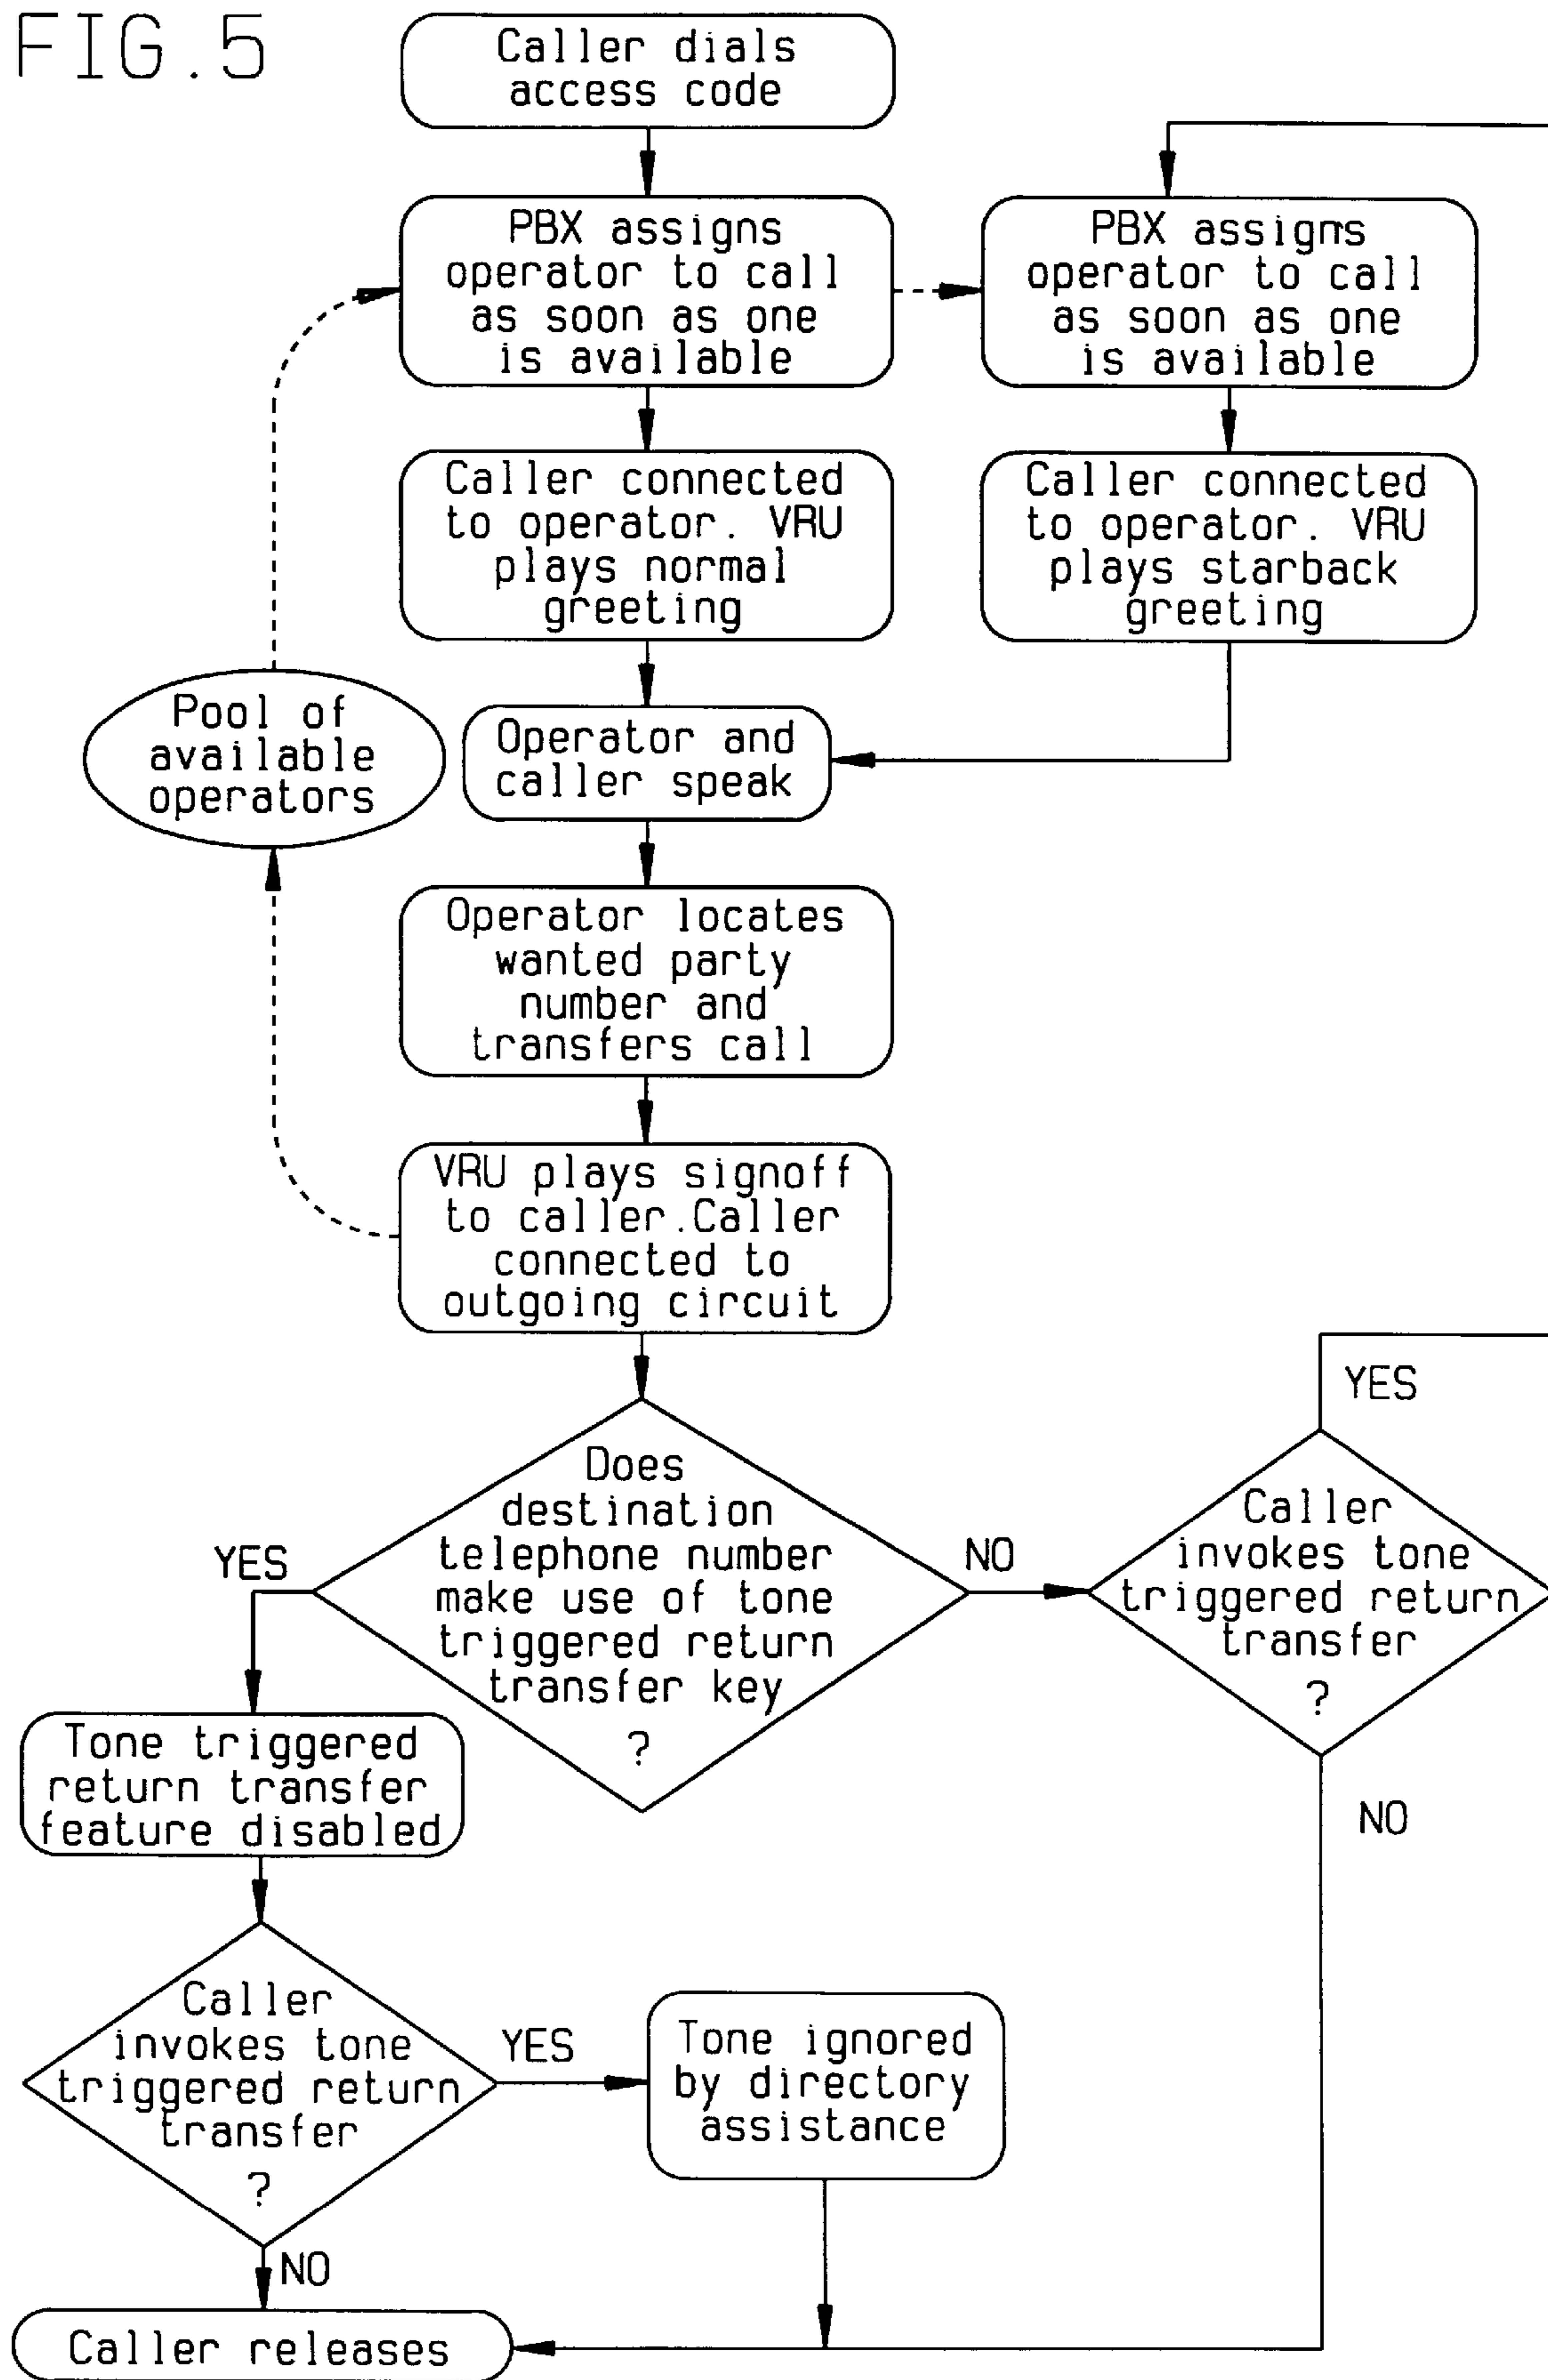 FIG.5
Caller dials
access code
PBX assigns
operator to call
as soon as one
is available
PBX assigns
operator to call
as soon as one
is available
Caller connected
to operator. VRU
plays normal
greeting
Caller connected
to operator. VRU
plays starback
greeting
Pool of
available
operators
Operator and
caller speak
Operator locates
wanted party
number and
transfers call
VRU plays signoff
to caller.Caller
connected to
outgoing circuit
Does
destination
telephone number
make use of tone
triggered return
transfer key
?
YES
NO
Caller
invokes tone
triggered return
transfer
?
YES
NO
Tone triggered
return transfer
feature disabled
Caller
invokes tone
triggered return
transfer
?
YES
NO
Tone ignored
by directory
assistance
Caller releases